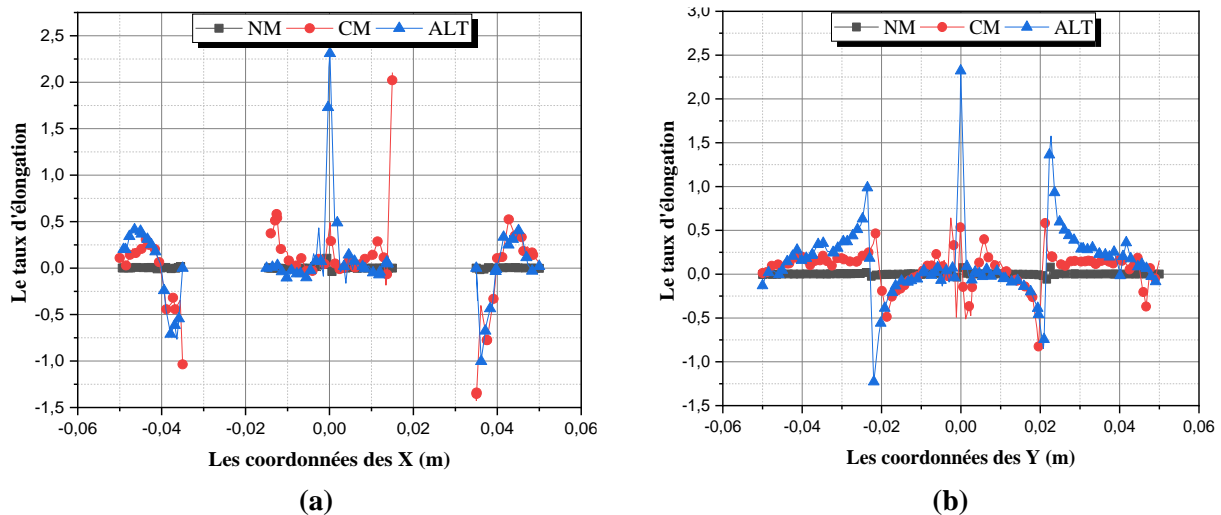 NM CM ALT
2,5
2,0
1,5
1,0
0,5
0,0
-0,5
-1,0
-1,5
-0,06 -0,04 -0,02 0,00 0,02 0,04 0,06
Le taux d'élongation
Les coordonnées des X (m)
(a)
NM CM ALT
3,0
2,5
2,0
1,5
1,0
0,5
0,0
-0,5
-1,0
-1,5
-0,06 -0,04 -0,02 0,00 0,02 0,04 0,06
Le taux d'élongation
Les coordonnées des Y (m)
(b)